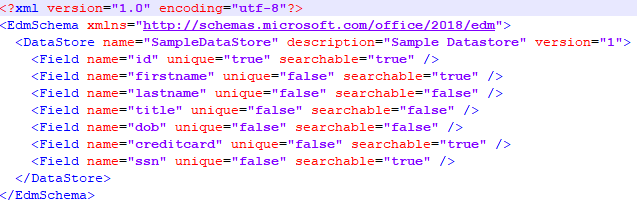 <?xml version="1.0" encoding="utf-8"?>
<EdmSchema xmlns="http://schemas.microsoft.com/office/2018/edm">
  <DataStore name="SampleDataStore" description="Sample Datastore" version="1">
    <Field name="id" unique="true" searchable="true" />
    <Field name="firstname" unique="false" searchable="true" />
    <Field name="lastname" unique="false" searchable="false" />
    <Field name="title" unique="false" searchable="false" />
    <Field name="dob" unique="false" searchable="false" />
    <Field name="creditcard" unique="false" searchable="true" />
    <Field name="ssn" unique="false" searchable="true" />
  </DataStore>
</EdmSchema>